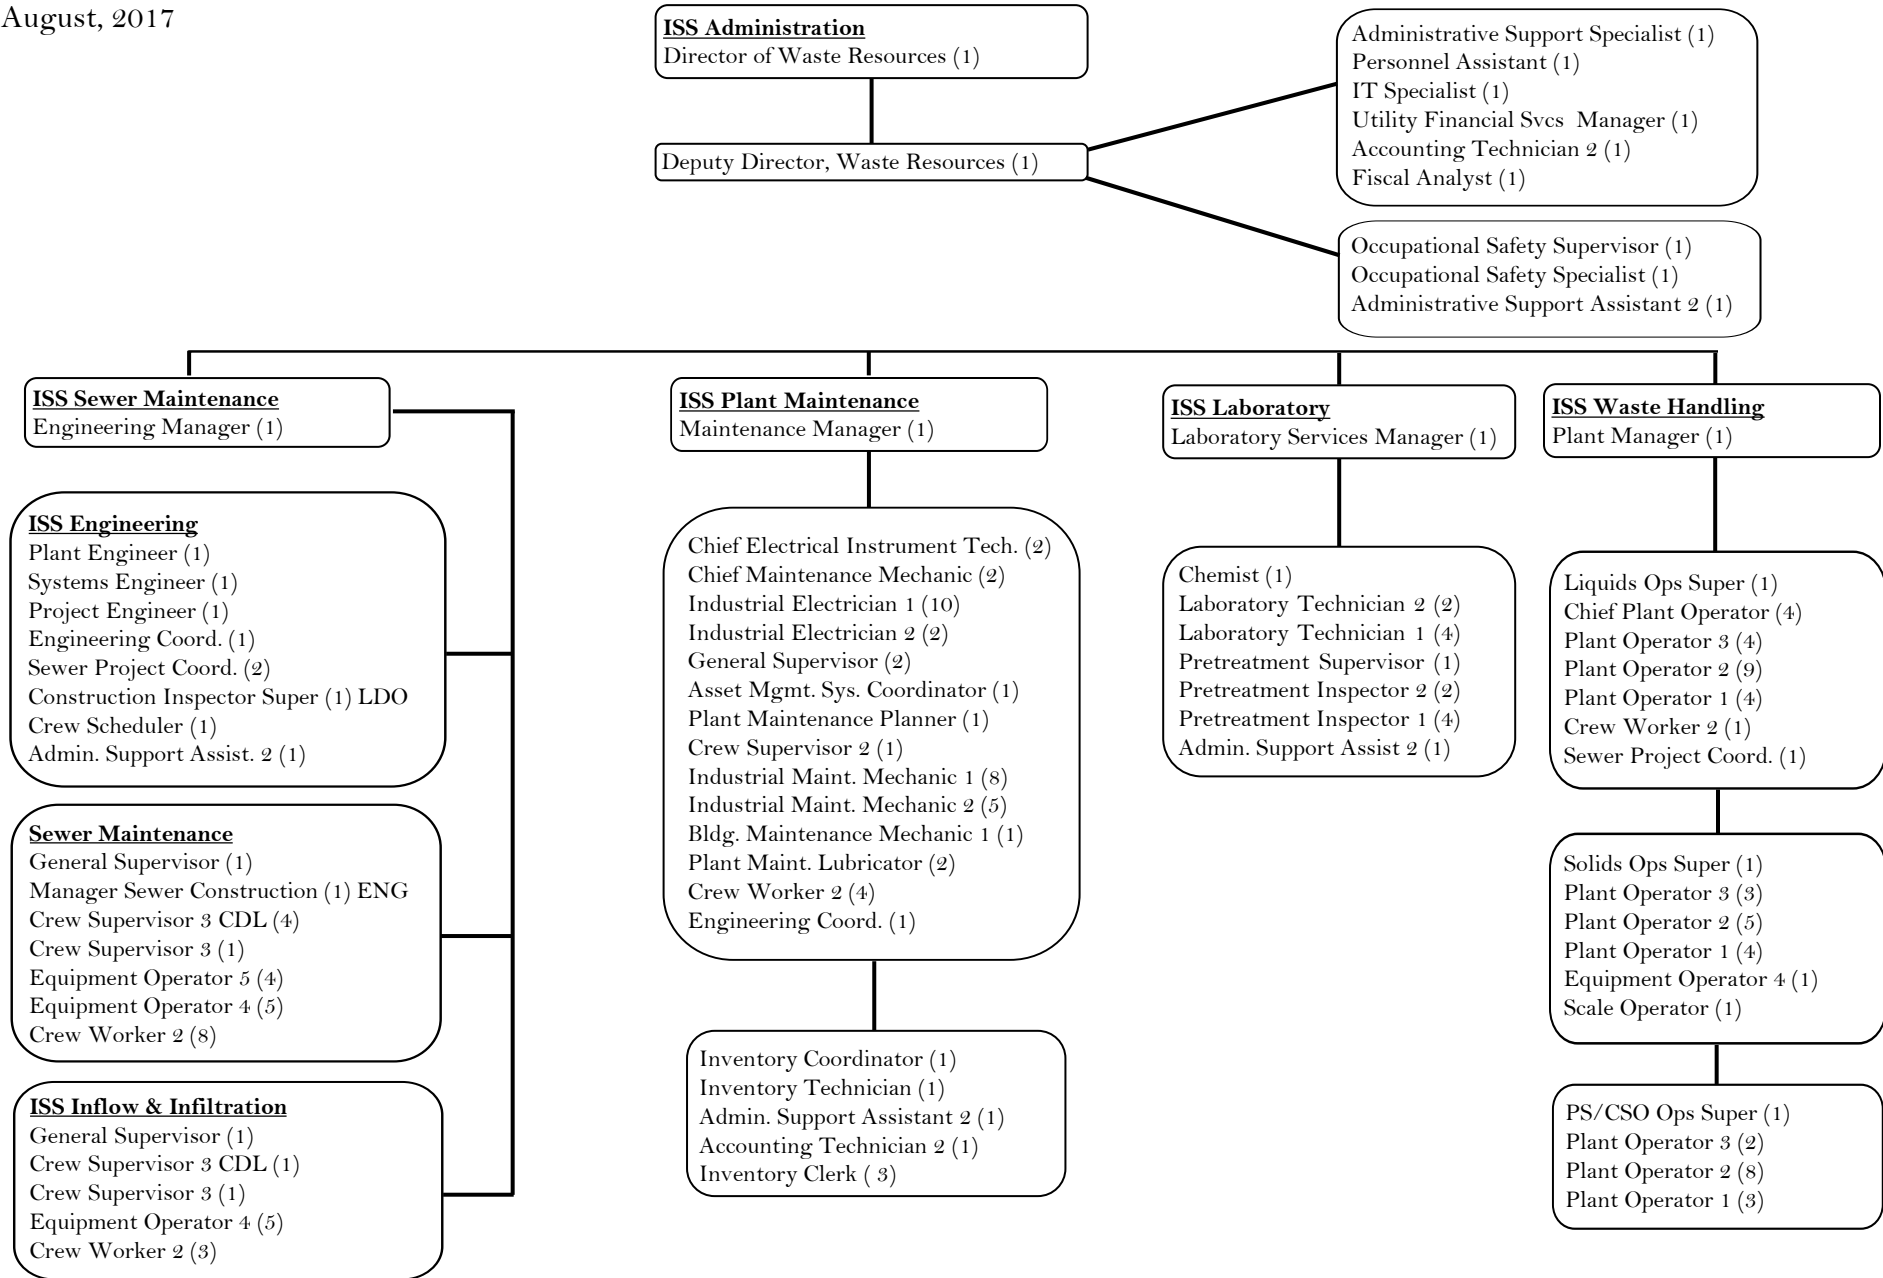 August, 2017
ISS Administration
Director of Waste Resources (1)
Deputy Director, Waste Resources (1)
Administrative Support Specialist (1)
Personnel Assistant (1)
IT Specialist (1)
Utility Financial Svcs  Manager (1)
Accounting Technician 2 (1)
Fiscal Analyst (1)
Occupational Safety Supervisor (1)
Occupational Safety Specialist (1)
Administrative Support Assistant 2 (1)
ISS Sewer Maintenance
Engineering Manager (1)
ISS Engineering
Plant Engineer (1)
Systems Engineer (1)
Project Engineer (1)
Engineering Coord. (1)
Sewer Project Coord. (2)
Construction Inspector Super (1) LDO
Crew Scheduler (1)
Admin. Support Assist. 2 (1)
Sewer Maintenance
General Supervisor (1)
Manager Sewer Construction (1) ENG
Crew Supervisor 3 CDL (4)
Crew Supervisor 3 (1)
Equipment Operator 5 (4)
Equipment Operator 4 (5)
Crew Worker 2 (8)
ISS Inflow & Infiltration
General Supervisor (1)
Crew Supervisor 3 CDL (1)
Crew Supervisor 3 (1)
Equipment Operator 4 (5)
Crew Worker 2 (3)
ISS Plant Maintenance
Maintenance Manager (1)
Chief Electrical Instrument Tech. (2)
Chief Maintenance Mechanic (2)
Industrial Electrician 1 (10)
Industrial Electrician 2 (2)
General Supervisor (2)
Asset Mgmt. Sys. Coordinator (1)
Plant Maintenance Planner (1)
Crew Supervisor 2 (1)
Industrial Maint. Mechanic 1 (8)
Industrial Maint. Mechanic 2 (5)
Bldg. Maintenance Mechanic 1 (1)
Plant Maint. Lubricator (2)
Crew Worker 2 (4)
Engineering Coord. (1)
Inventory Coordinator (1)
Inventory Technician (1)
Admin. Support Assistant 2 (1)
Accounting Technician 2 (1)
Inventory Clerk ( 3)
ISS Laboratory
Laboratory Services Manager (1)
Chemist (1)
Laboratory Technician 2 (2)
Laboratory Technician 1 (4)
Pretreatment Supervisor (1)
Pretreatment Inspector 2 (2)
Pretreatment Inspector 1 (4)
Admin. Support Assist 2 (1)
ISS Waste Handling
Plant Manager (1)
Liquids Ops Super (1)
Chief Plant Operator (4)
Plant Operator 3 (4)
Plant Operator 2 (9)
Plant Operator 1 (4)
Crew Worker 2 (1)
Sewer Project Coord. (1)
Solids Ops Super (1)
Plant Operator 3 (3)
Plant Operator 2 (5)
Plant Operator 1 (4)
Equipment Operator 4 (1)
Scale Operator (1)
PS/CSO Ops Super (1)
Plant Operator 3 (2)
Plant Operator 2 (8)
Plant Operator 1 (3)